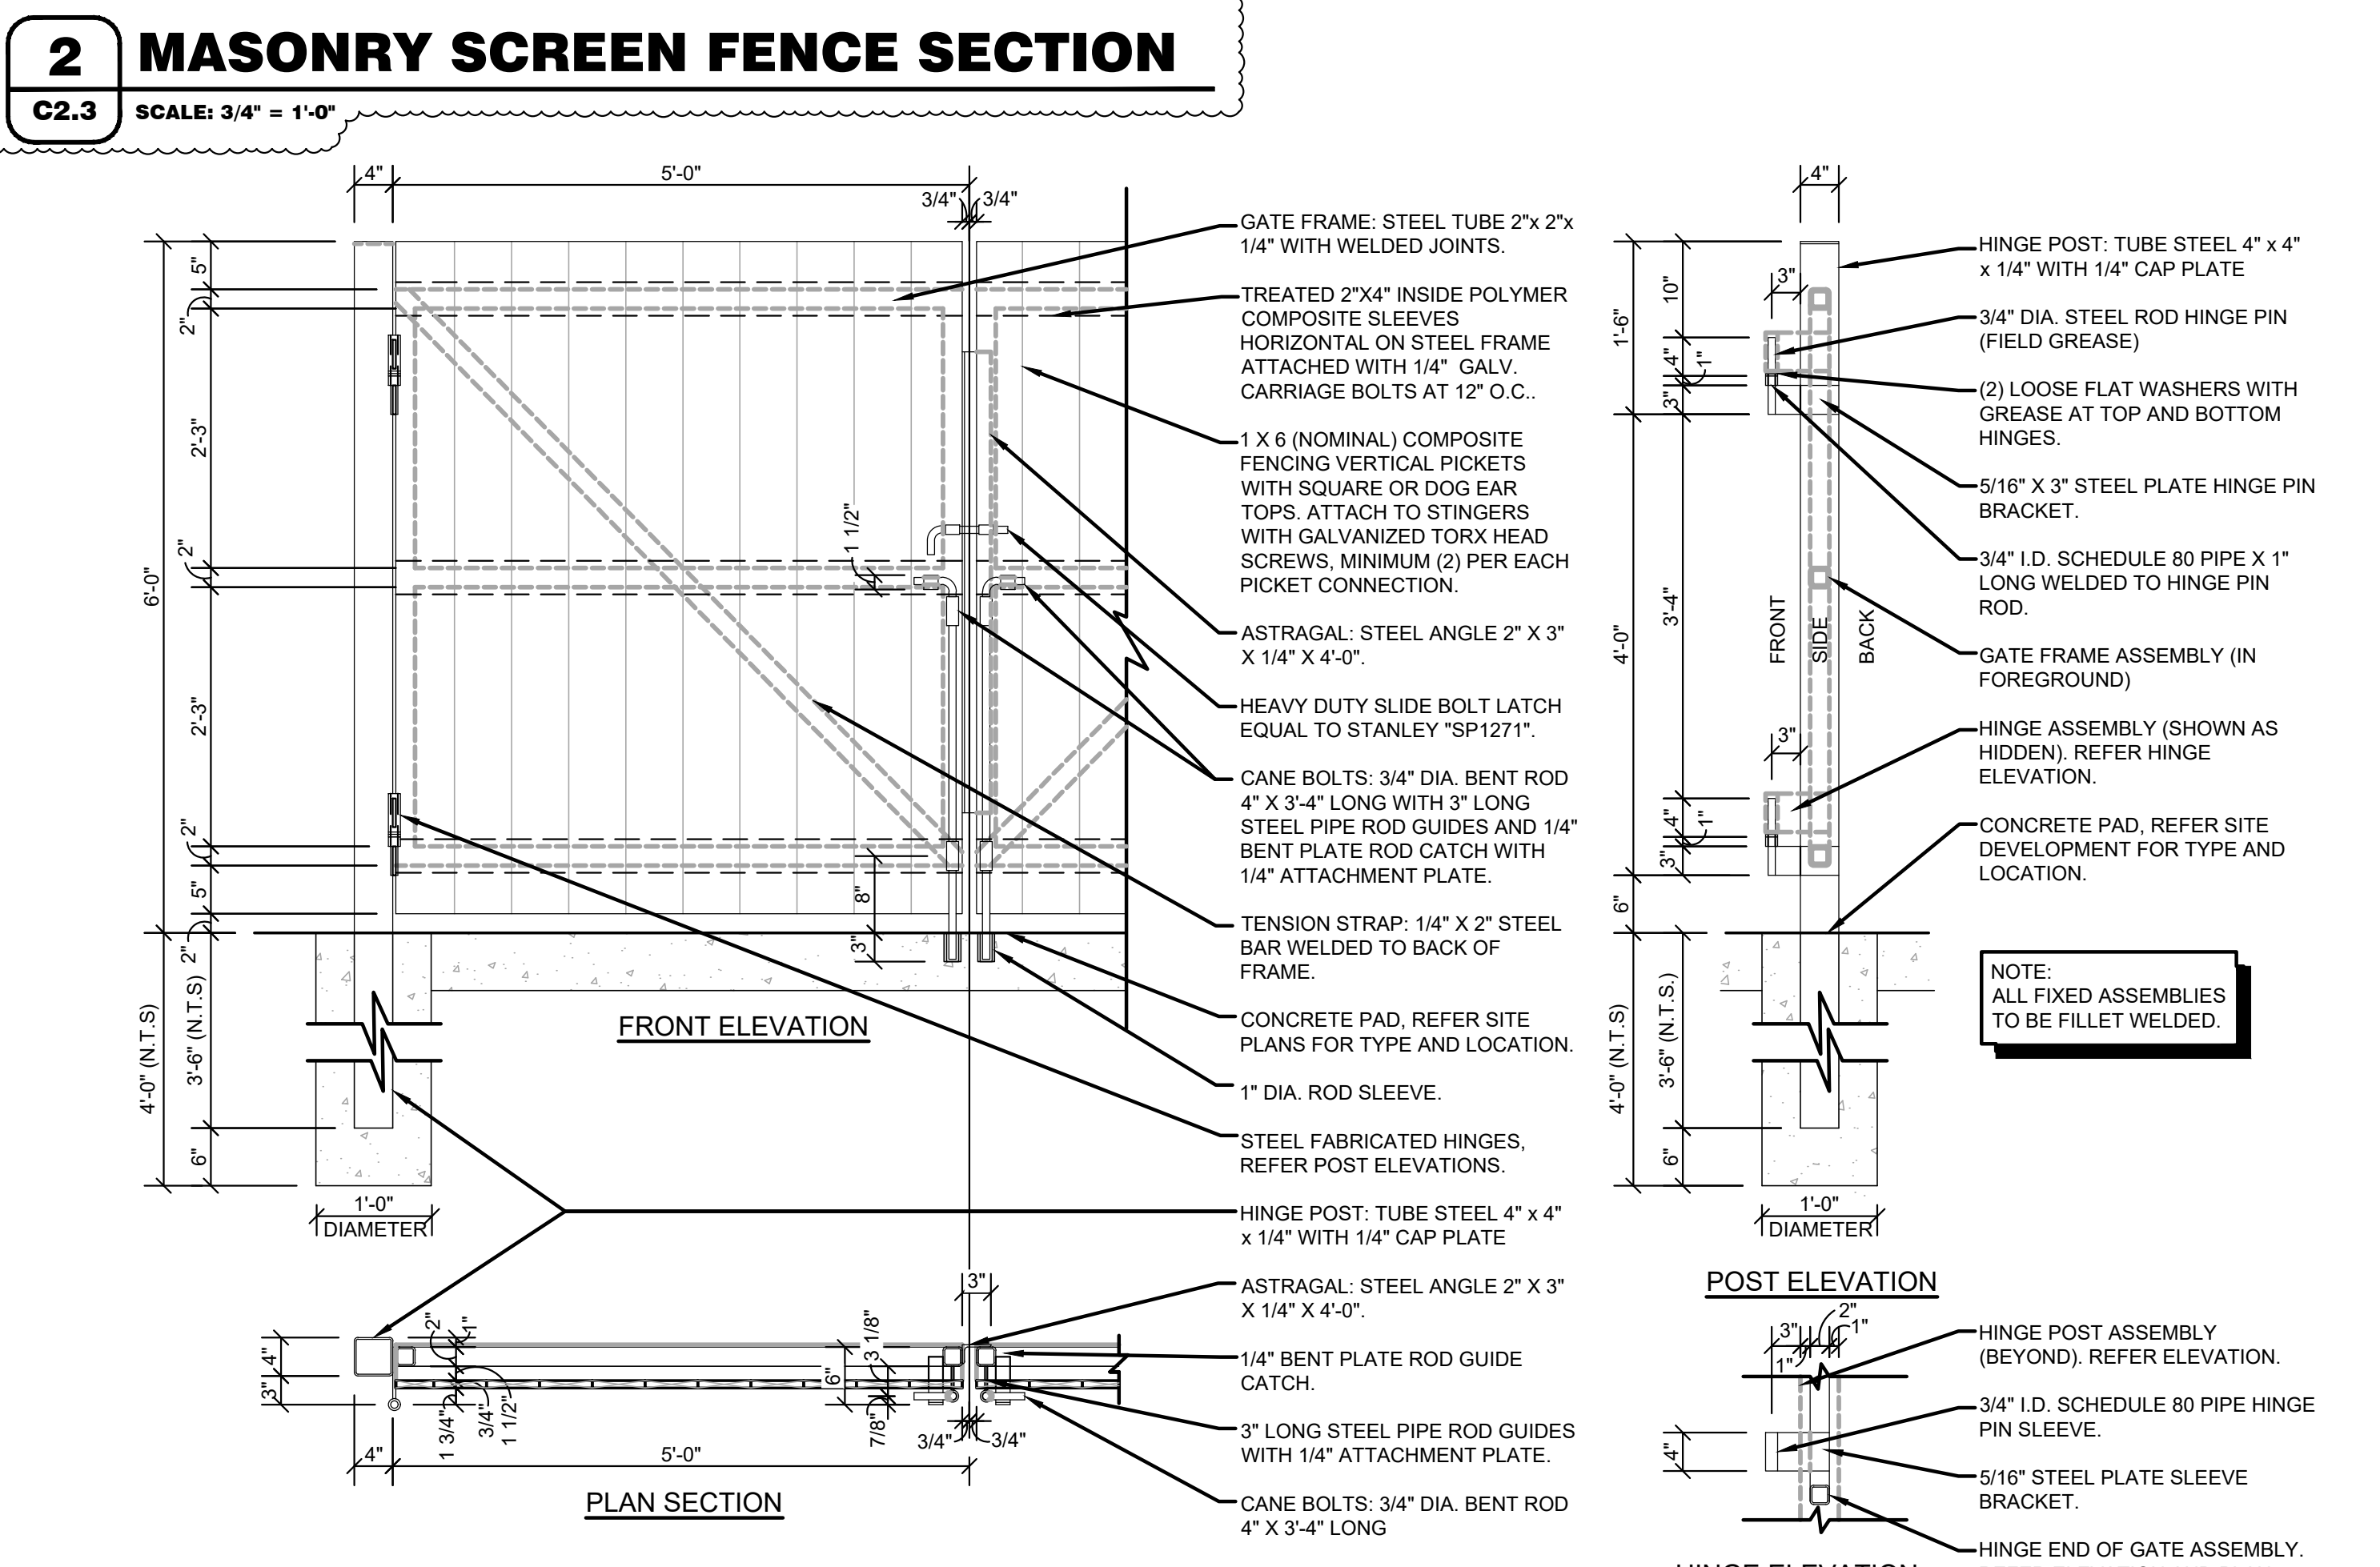 2
MASONRY SCREEN FENCE SECTION
C2.3
SCALE: 3/4" = 1'-0"
4"
5'-0"
3/4"
3/4"
5"
2"
2'-3"
2"
6'-0"
2'-3"
2"
5"
2"
4'-0" (N.T.S)
3'-6" (N.T.S)
6"
1 1/2"
8"
3"
1'-0"
DIAMETER
FRONT ELEVATION
GATE FRAME: STEEL TUBE 2"x 2"x
1/4" WITH WELDED JOINTS.
TREATED 2"X4" INSIDE POLYMER
COMPOSITE SLEEVES
HORIZONTAL ON STEEL FRAME
ATTACHED WITH 1/4" GALV.
CARRIAGE BOLTS AT 12" O.C..
1 X 6 (NOMINAL) COMPOSITE
FENCING VERTICAL PICKETS
WITH SQUARE OR DOG EAR
TOPS. ATTACH TO STINGERS
WITH GALVANIZED TORX HEAD
SCREWS, MINIMUM (2) PER EACH
PICKET CONNECTION.
ASTRAGAL: STEEL ANGLE 2" X 3"
X 1/4" X 4'-0".
HEAVY DUTY SLIDE BOLT LATCH
EQUAL TO STANLEY "SP1271".
CANE BOLTS: 3/4" DIA. BENT ROD
4" X 3'-4" LONG WITH 3" LONG
STEEL PIPE ROD GUIDES AND 1/4"
BENT PLATE ROD CATCH WITH
1/4" ATTACHMENT PLATE.
TENSION STRAP: 1/4" X 2" STEEL
BAR WELDED TO BACK OF
FRAME.
CONCRETE PAD, REFER SITE
PLANS FOR TYPE AND LOCATION.
1" DIA. ROD SLEEVE.
STEEL FABRICATED HINGES,
REFER POST ELEVATIONS.
HINGE POST: TUBE STEEL 4" x 4"
x 1/4" WITH 1/4" CAP PLATE
ASTRAGAL: STEEL ANGLE 2" X 3"
X 1/4" X 4'-0".
1/4" BENT PLATE ROD GUIDE
CATCH.
3" LONG STEEL PIPE ROD GUIDES
WITH 1/4" ATTACHMENT PLATE.
CANE BOLTS: 3/4" DIA. BENT ROD
4" X 3'-4" LONG
4"
3"
2"
1"
1 3/4"
3/4"
1 1/2"
6"
3 1/8"
7/8"
3"
3/4"
3/4"
4"
5'-0"
PLAN SECTION
4"
10"
3"
1'-6"
4"
1"
3"
4'-0"
3'-4"
FRONT
SIDE
BACK
3"
4"
1"
3"
6"
4'-0" (N.T.S)
3'-6" (N.T.S.)
6"
1'-0"
DIAMETER
POST ELEVATION
HINGE POST: TUBE STEEL 4" x 4"
x 1/4" WITH 1/4" CAP PLATE
3/4" DIA. STEEL ROD HINGE PIN
(FIELD GREASE)
(2) LOOSE FLAT WASHERS WITH
GREASE AT TOP AND BOTTOM
HINGES.
5/16" X 3" STEEL PLATE HINGE PIN
BRACKET.
3/4" I.D. SCHEDULE 80 PIPE X 1"
LONG WELDED TO HINGE PIN
ROD.
GATE FRAME ASSEMBLY (IN
FOREGROUND)
HINGE ASSEMBLY (SHOWN AS
HIDDEN). REFER HINGE
ELEVATION.
CONCRETE PAD, REFER SITE
DEVELOPMENT FOR TYPE AND
LOCATION.
NOTE:
ALL FIXED ASSEMBLIES
TO BE FILLET WELDED.
2"
3"
1"
1"
4"
HINGE POST ASSEMBLY
(BEYOND). REFER ELEVATION.
3/4" I.D. SCHEDULE 80 PIPE HINGE
PIN SLEEVE.
5/16" STEEL PLATE SLEEVE
BRACKET.
HINGE END OF GATE ASSEMBLY.
HINGE ELEVATION